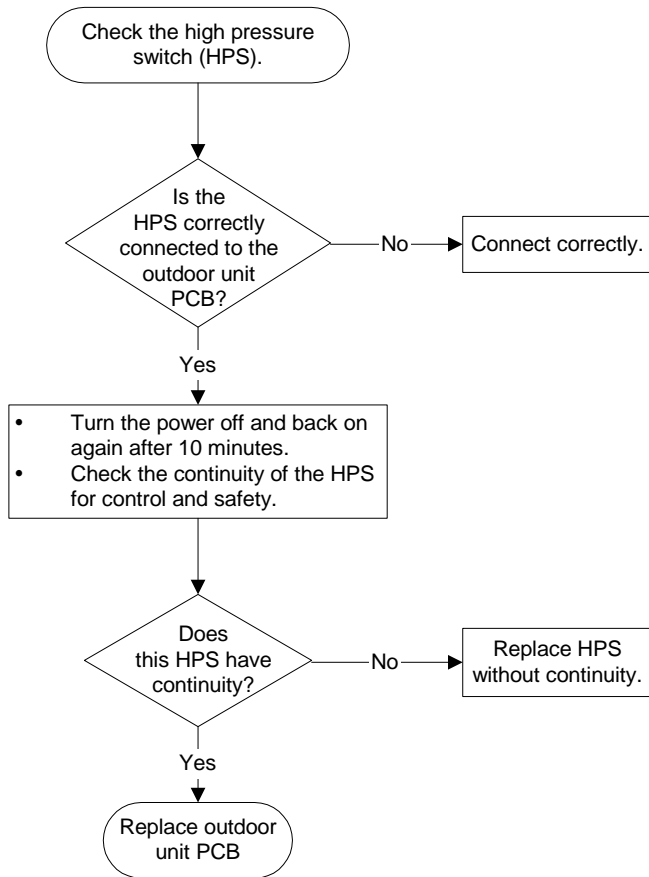 Check the high pressure
switch (HPS).
Is the
HPS correctly
connected to the
outdoor unit
PCB?
No
Connect correctly.
Yes
• Turn the power off and back on
again after 10 minutes.
• Check the continuity of the HPS
for control and safety.
Does
this HPS have
continuity?
No
Replace HPS
without continuity.
Yes
Replace outdoor
unit PCB